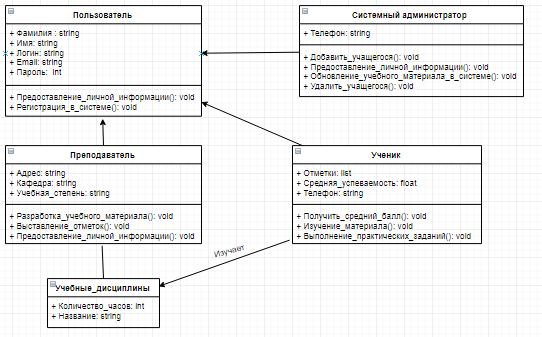 Пользователь
+ Фамилия : string
+ Имя: string
+ Логин: string
+ Email: string
+ Пароль: int
+ Предоставление_личной_информации(): void
+ Регистрация_в_системе(): void
Системный администратор
+ Телефон: string
+ Добавить_учащегося(): void
+ Предоставление_личной_информации(): void
+ Обновление_учебного_материала_в_системе(): void
+ Удалить_учащегося(): void
Преподаватель
+ Адрес: string
+ Кафедра: string
+ Учебная_степень: string
+ Разработка_учебного_материала(): void
+ Выставление_отметок(): void
+ Предоставление_личной_информации(): void
Ученик
+ Отметки: list
+ Средняя_успеваемость: float
+ Телефон: string
+ Получить_средний_балл(): void
+ Изучение_материала(): void
+ Выполнение_практических_заданий(): void
Изучает
Учебные_дисциплины
+ Количество_часов: int
+ Название: string